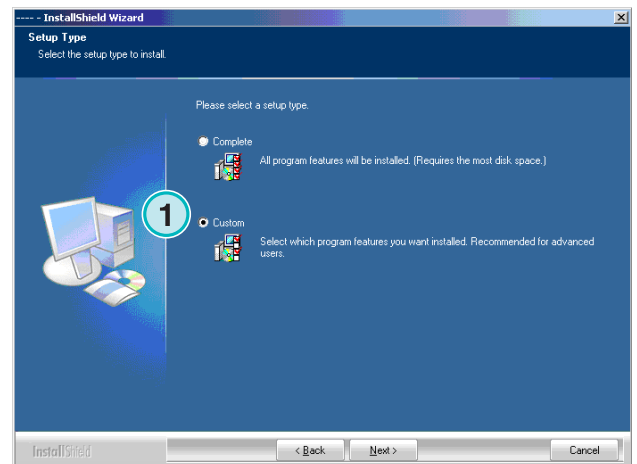 ---- - InstallShield Wizard
Setup Type
Select the setup type to install.
Please select a setup type.
Complete
All program features will be installed. (Requires the most disk space.)
1
Custom
Select which program features you want installed. Recommended for advanced
users.
InstallShield
< Back
Next >
Cancel